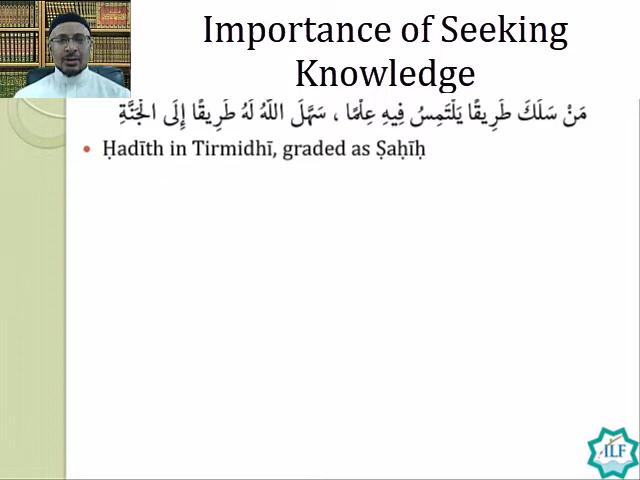 Importance of Seeking
Knowledge
مَنْ سَلَكَ طَرِيقًا يَلْتَمِسُ فِيهِ عِلْمًا ، سَهَّلَ اللَّهُ لَهُ طَرِيقًا إِلَى الْجَنَّةِ
• Ḥadīth in Tirmidhī, graded as Ṣaḥīḥ
ILF